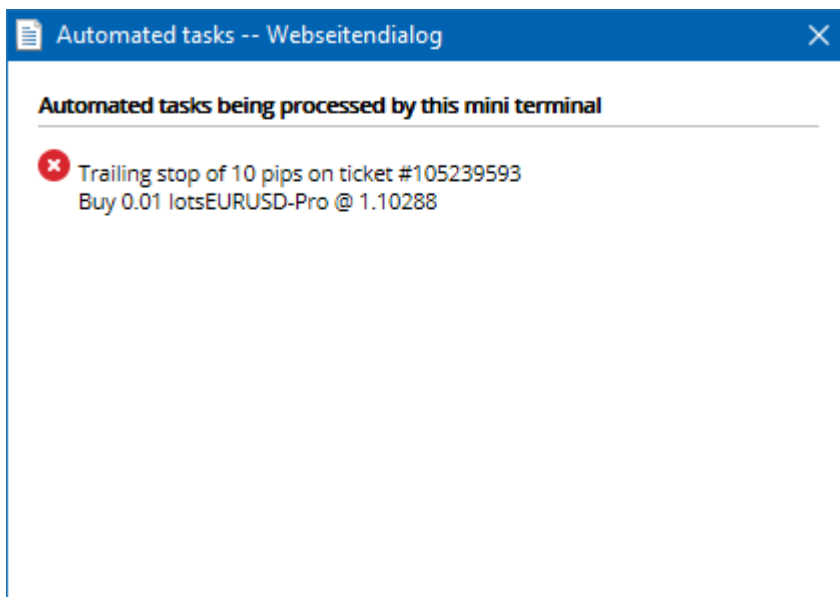 Automated tasks -- Webseitendialog
Automated tasks being processed by this mini terminal
Trailing stop of 10 pips on ticket #105239593
Buy 0.01 lotsEURUSD-Pro @ 1.10288